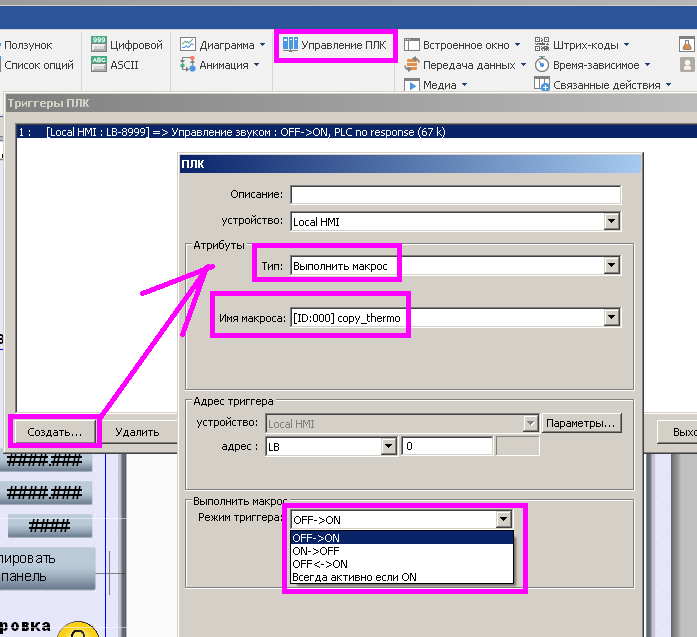 Ползунок
Цифровой
Диаграмма
Управление ПЛК
Встроенное окно
Штрих-коды
Список опций
ASCII
Анимация
Передача данных
Время-зависимое
Медиа
Связанные действия
Триггеры ПЛК
1 : [Local HMI : LB-8999] => Управление звуком : OFF->ON, PLC no response (67 k)
ПЛК
Описание:
устройство: Local HMI
Атрибуты
Тип: Выполнить макрос
Имя макроса: [ID:000] copy_thermo
Адрес триггера
устройство: Local HMI Параметры...
адрес : LB 0
Создать... Удалить
Выхо
Выполнить макрос
Режим триггера: OFF->ON
OFF->ON
ON->OFF
OFF<->ON
Всегда активно если ON
####.###
####.###
####
пировать
панель
ровка